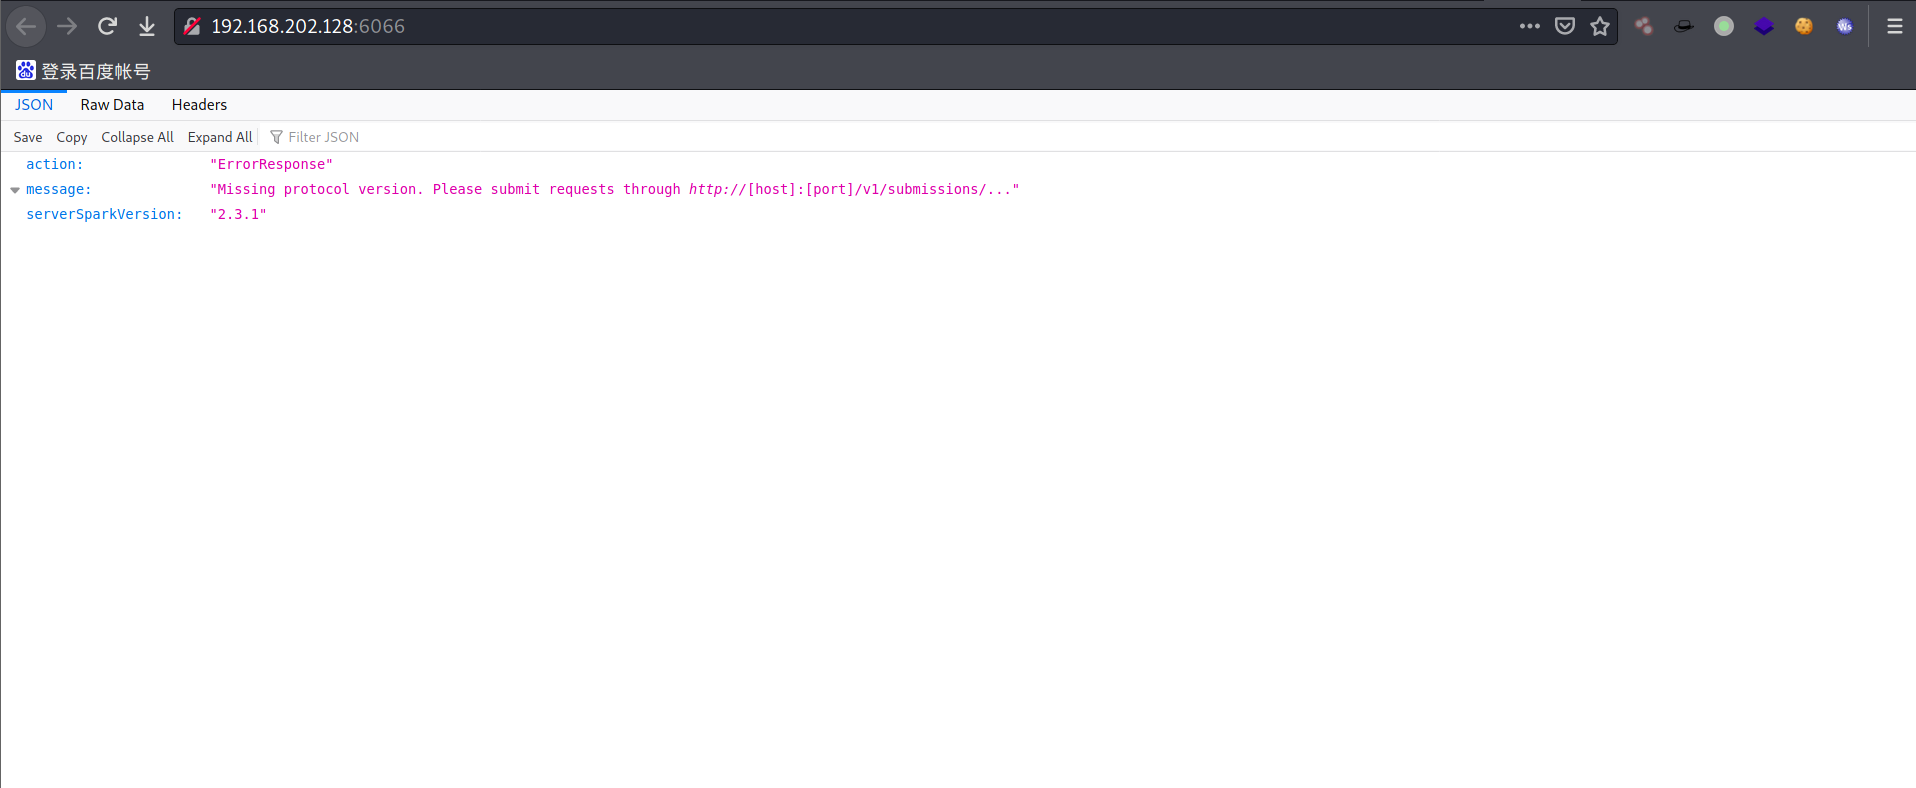 192.168.202.128:6066
登录百度帐号
JSON Raw Data Headers
Save Copy Collapse All Expand All Filter JSON
action: "ErrorResponse"
message: "Missing protocol version. Please submit requests through http://[host]:[port]/v1/submissions/..."
serverSparkVersion: "2.3.1"